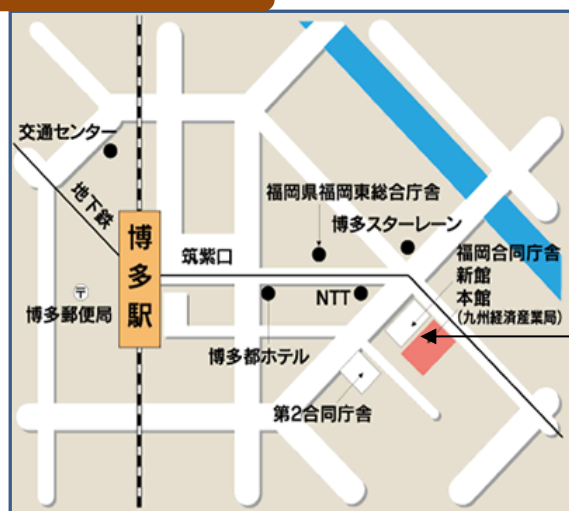 交通センター
地下鉄
博多駅
筑紫口
福岡県福岡東総合庁舎
博多スターレーン
福岡合同庁舎
新館
本館
(九州経済産業局)
〒
博多郵便局
NTT
博多都ホテル
第2合同庁舎